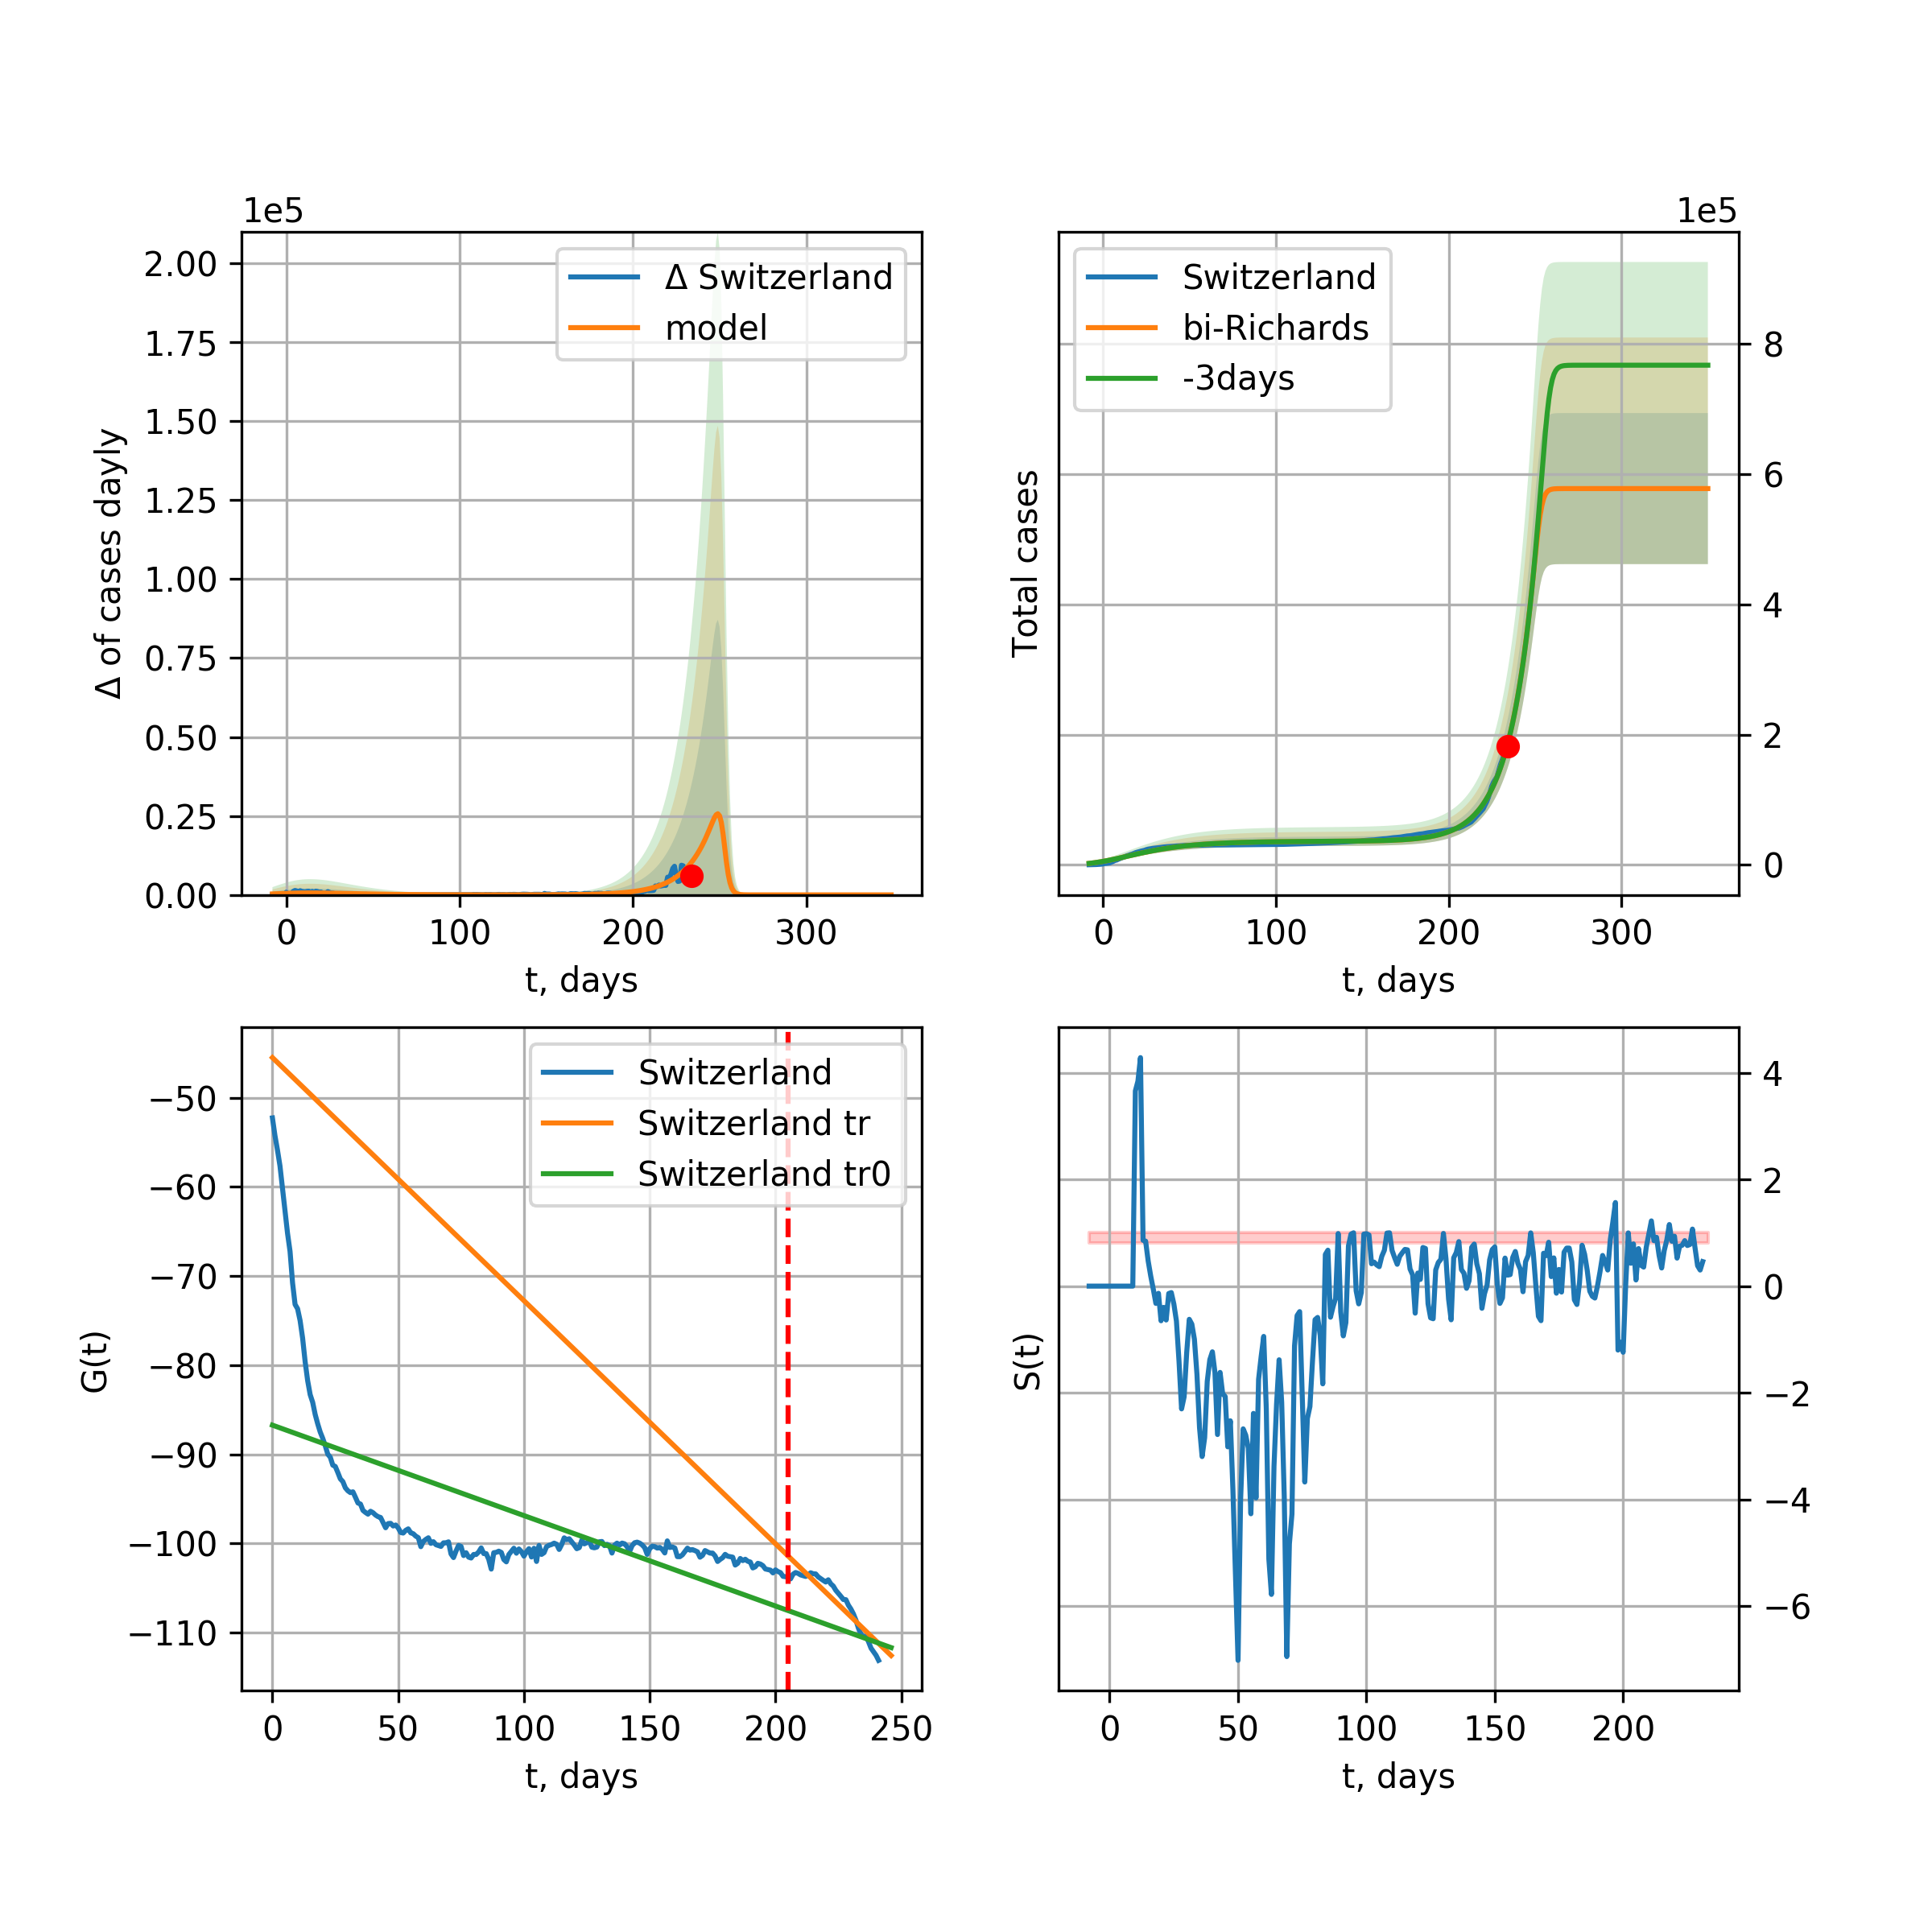 1e5
2.00
1.75
1.50
1.25
1.00
0.75
0.50
0.25
0.00
Δ of cases dayly
Δ Switzerland
model
0 100 200 300
t, days
1e5
Total cases
Switzerland
bi-Richards
-3days
8
6
4
2
0
0 100 200 300
t, days
G(t)
−50
−60
−70
−80
−90
−100
−110
Switzerland
Switzerland tr
Switzerland tr0
0 50 100 150 200 250
t, days
S(t)
4
2
0
−2
−4
−6
0 50 100 150 200
t, days